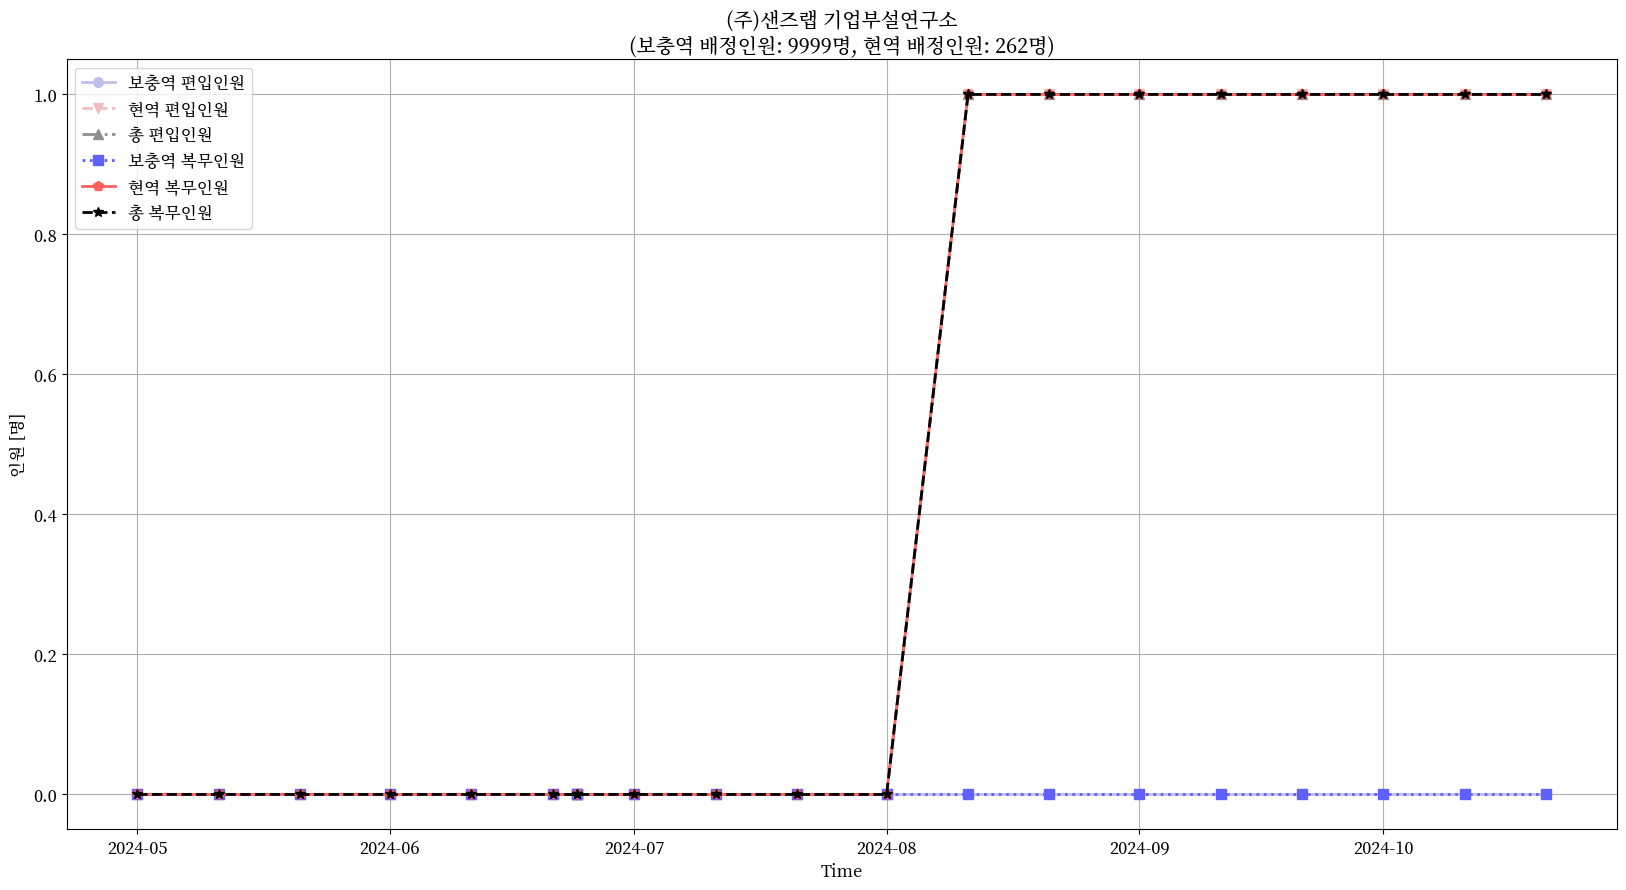 (주)샌즈랩 기업부설연구소
(보충역 배정인원: 9999명, 현역 배정인원: 262명)
보충역 편입인원
현역 편입인원
총 편입인원
보충역 복무인원
현역 복무인원
총 복무인원
인원 [명]
1.0
0.8
0.6
0.4
0.2
0.0
2024-05
2024-06
2024-07
2024-08
2024-09
2024-10
Time